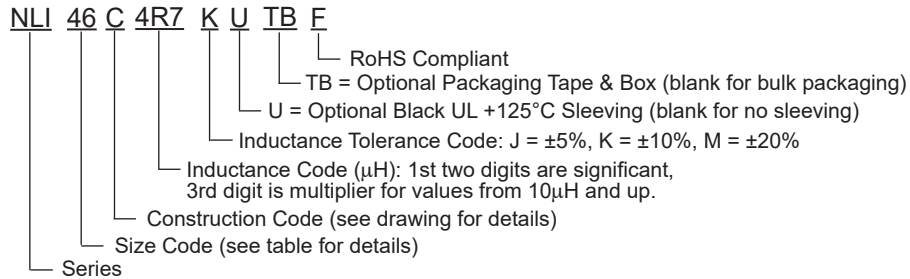 NLI 46 C 4R7 K U TB F
RoHS Compliant
TB = Optional Packaging Tape & Box (blank for bulk packaging)
U = Optional Black UL +125°C Sleeving (blank for no sleeving)
Inductance Tolerance Code: J = ±5%, K = ±10%, M = ±20%
Inductance Code (μH): 1st two digits are significant,
3rd digit is multiplier for values from 10μH and up.
Construction Code (see drawing for details)
Size Code (see table for details)
Series